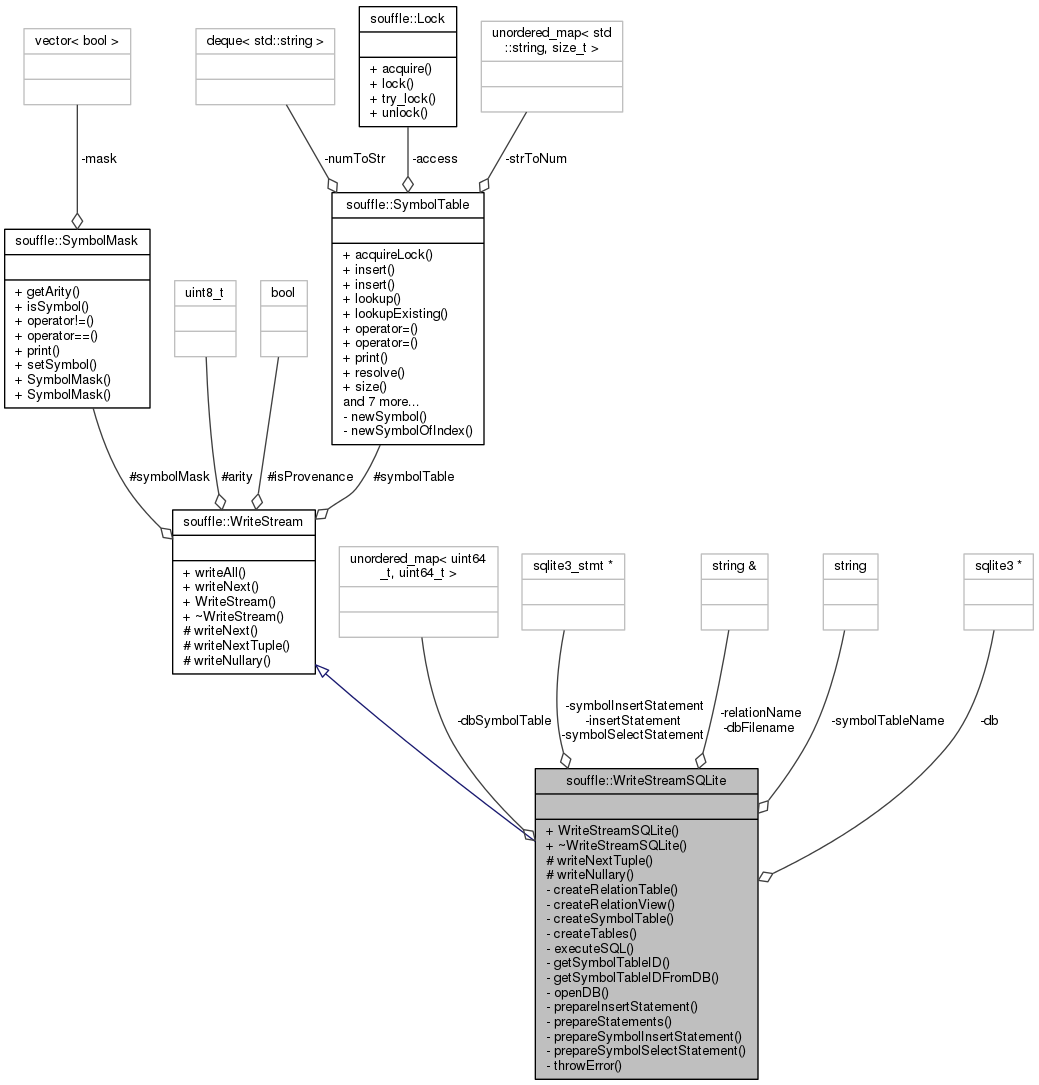 souffle::Lock
+ acquire()
+ lock()
+ try_lock()
+ unlock()
vector< bool >
deque< std::string >
unordered_map< std
::string, size_t >
-mask
-numToStr
-access
-strToNum
souffle::SymbolMask
+ getArity()
+ isSymbol()
+ operator!=()
+ operator==()
+ print()
+ setSymbol()
+ SymbolMask()
+ SymbolMask()
uint8_t
bool
souffle::SymbolTable
+ acquireLock()
+ insert()
+ insert()
+ lookup()
+ lookupExisting()
+ operator=()
+ operator=()
+ print()
+ resolve()
+ size()
and 7 more...
- newSymbol()
- newSymbolOfIndex()
#symbolMask
#arity
#isProvenance
#symbolTable
souffle::WriteStream
+ writeAll()
+ writeNext()
+ WriteStream()
+ ~WriteStream()
# writeNext()
# writeNextTuple()
# writeNullary()
unordered_map< uint64
_t, uint64_t >
sqlite3_stmt *
string &
string
sqlite3 *
-dbSymbolTable
-symbolInsertStatement
-insertStatement
-symbolSelectStatement
-relationName
-dbFilename
-symbolTableName
-db
souffle::WriteStreamSQLite
+ WriteStreamSQLite()
+ ~WriteStreamSQLite()
# writeNextTuple()
# writeNullary()
- createRelationTable()
- createRelationView()
- createSymbolTable()
- createTables()
- executeSQL()
- getSymbolTableID()
- getSymbolTableIDFromDB()
- openDB()
- prepareInsertStatement()
- prepareStatements()
- prepareSymbolInsertStatement()
- prepareSymbolSelectStatement()
- throwError()